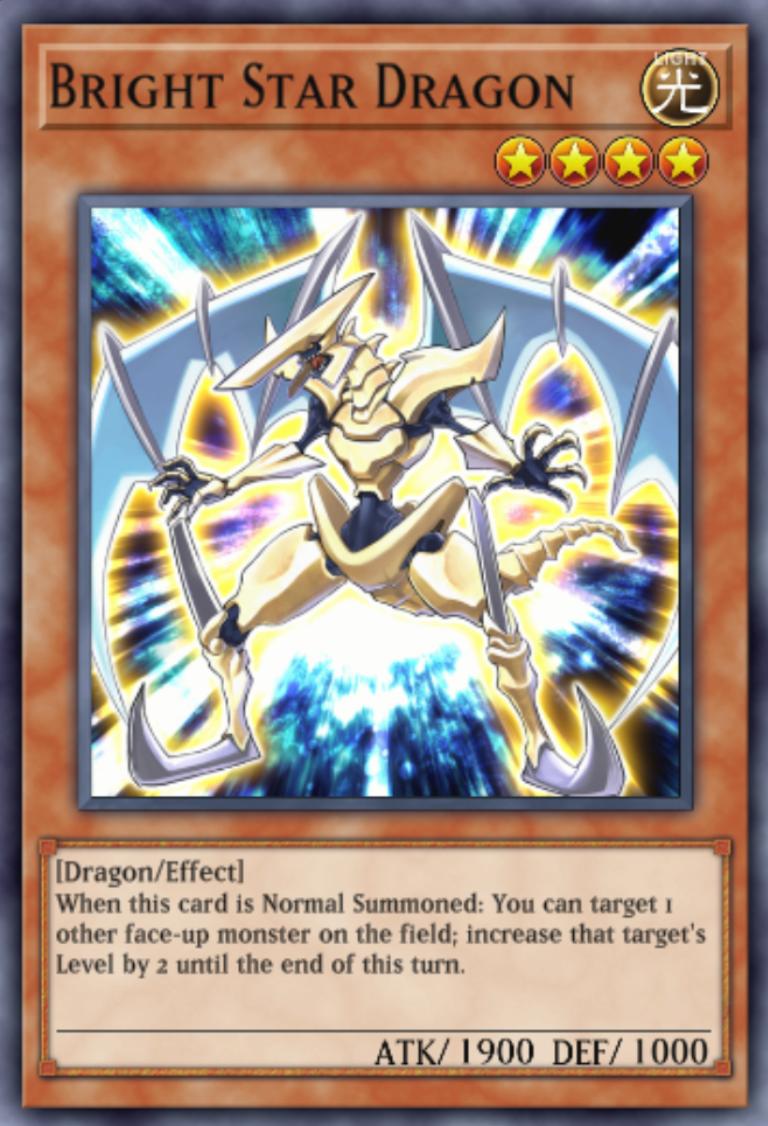 Bright Star Dragon
LIGHT
光
[Dragon/Effect]
When this card is Normal Summoned: You can target 1
other face-up monster on the field; increase that target's
Level by 2 until the end of this turn.
ATK/ 1900 DEF/ 1000